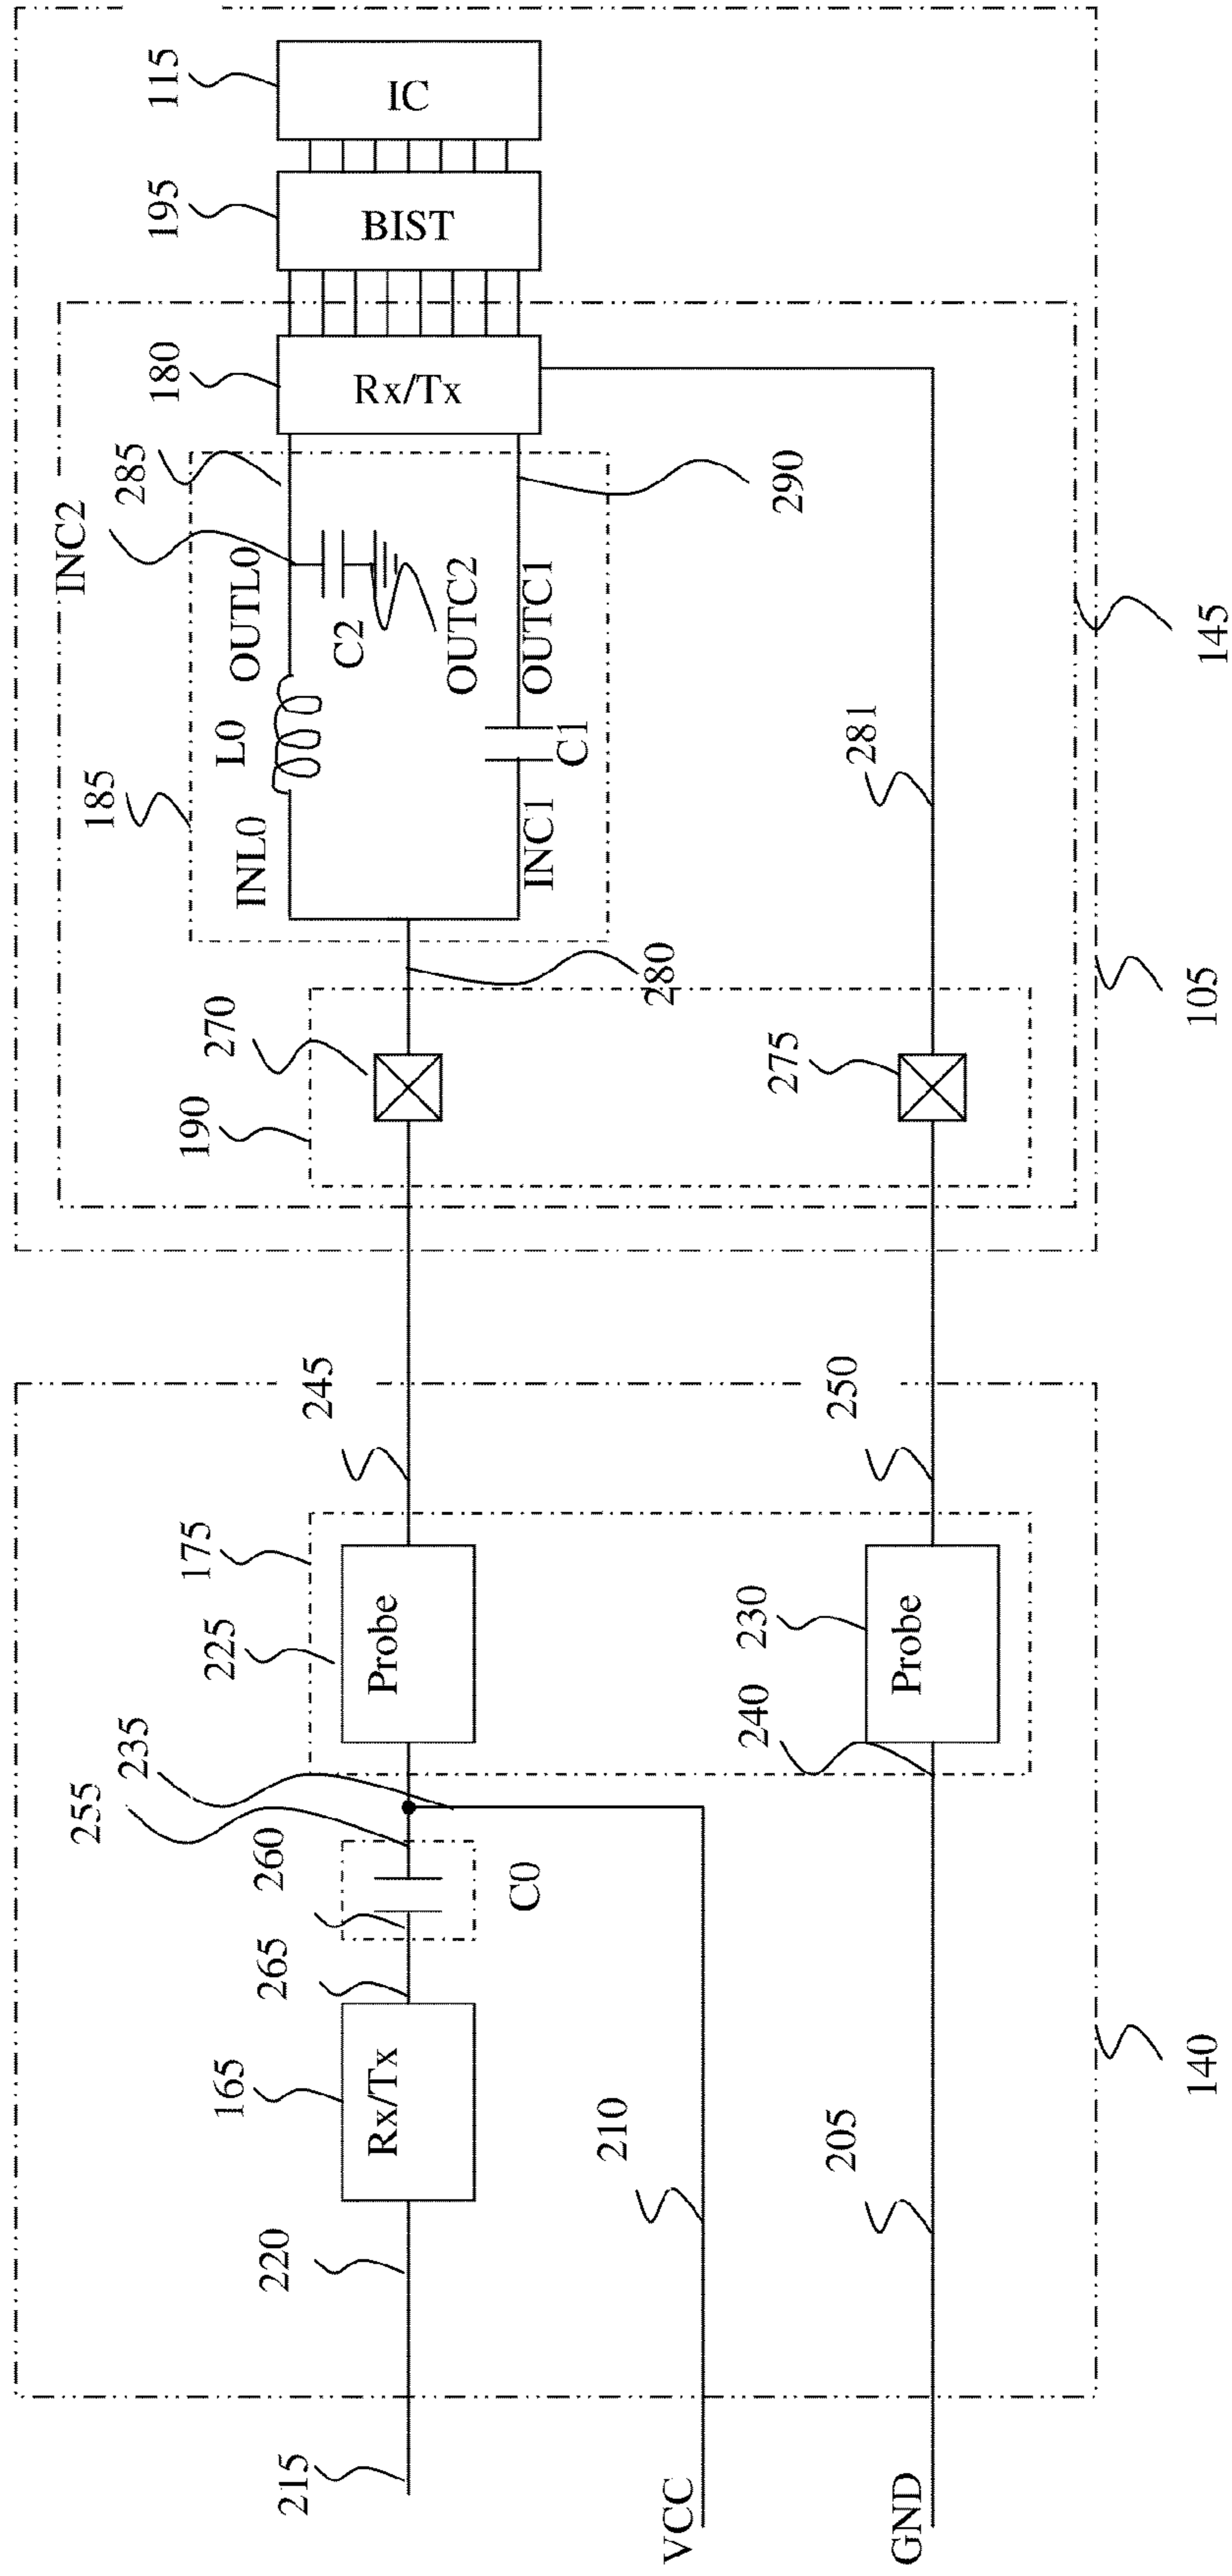 115
IC
195
BIST
180
Rx/Tx
285
INC2
290
OUTL0
C2
OUTC2
OUTC1
L0
C1
185
INL0
INC1
280
281
145
105
270
190
275
245
250
175
225
Probe
230
Probe
240
235
255
260
C0
265
165
Rx/Tx
210
205
140
220
215
VCC
GND